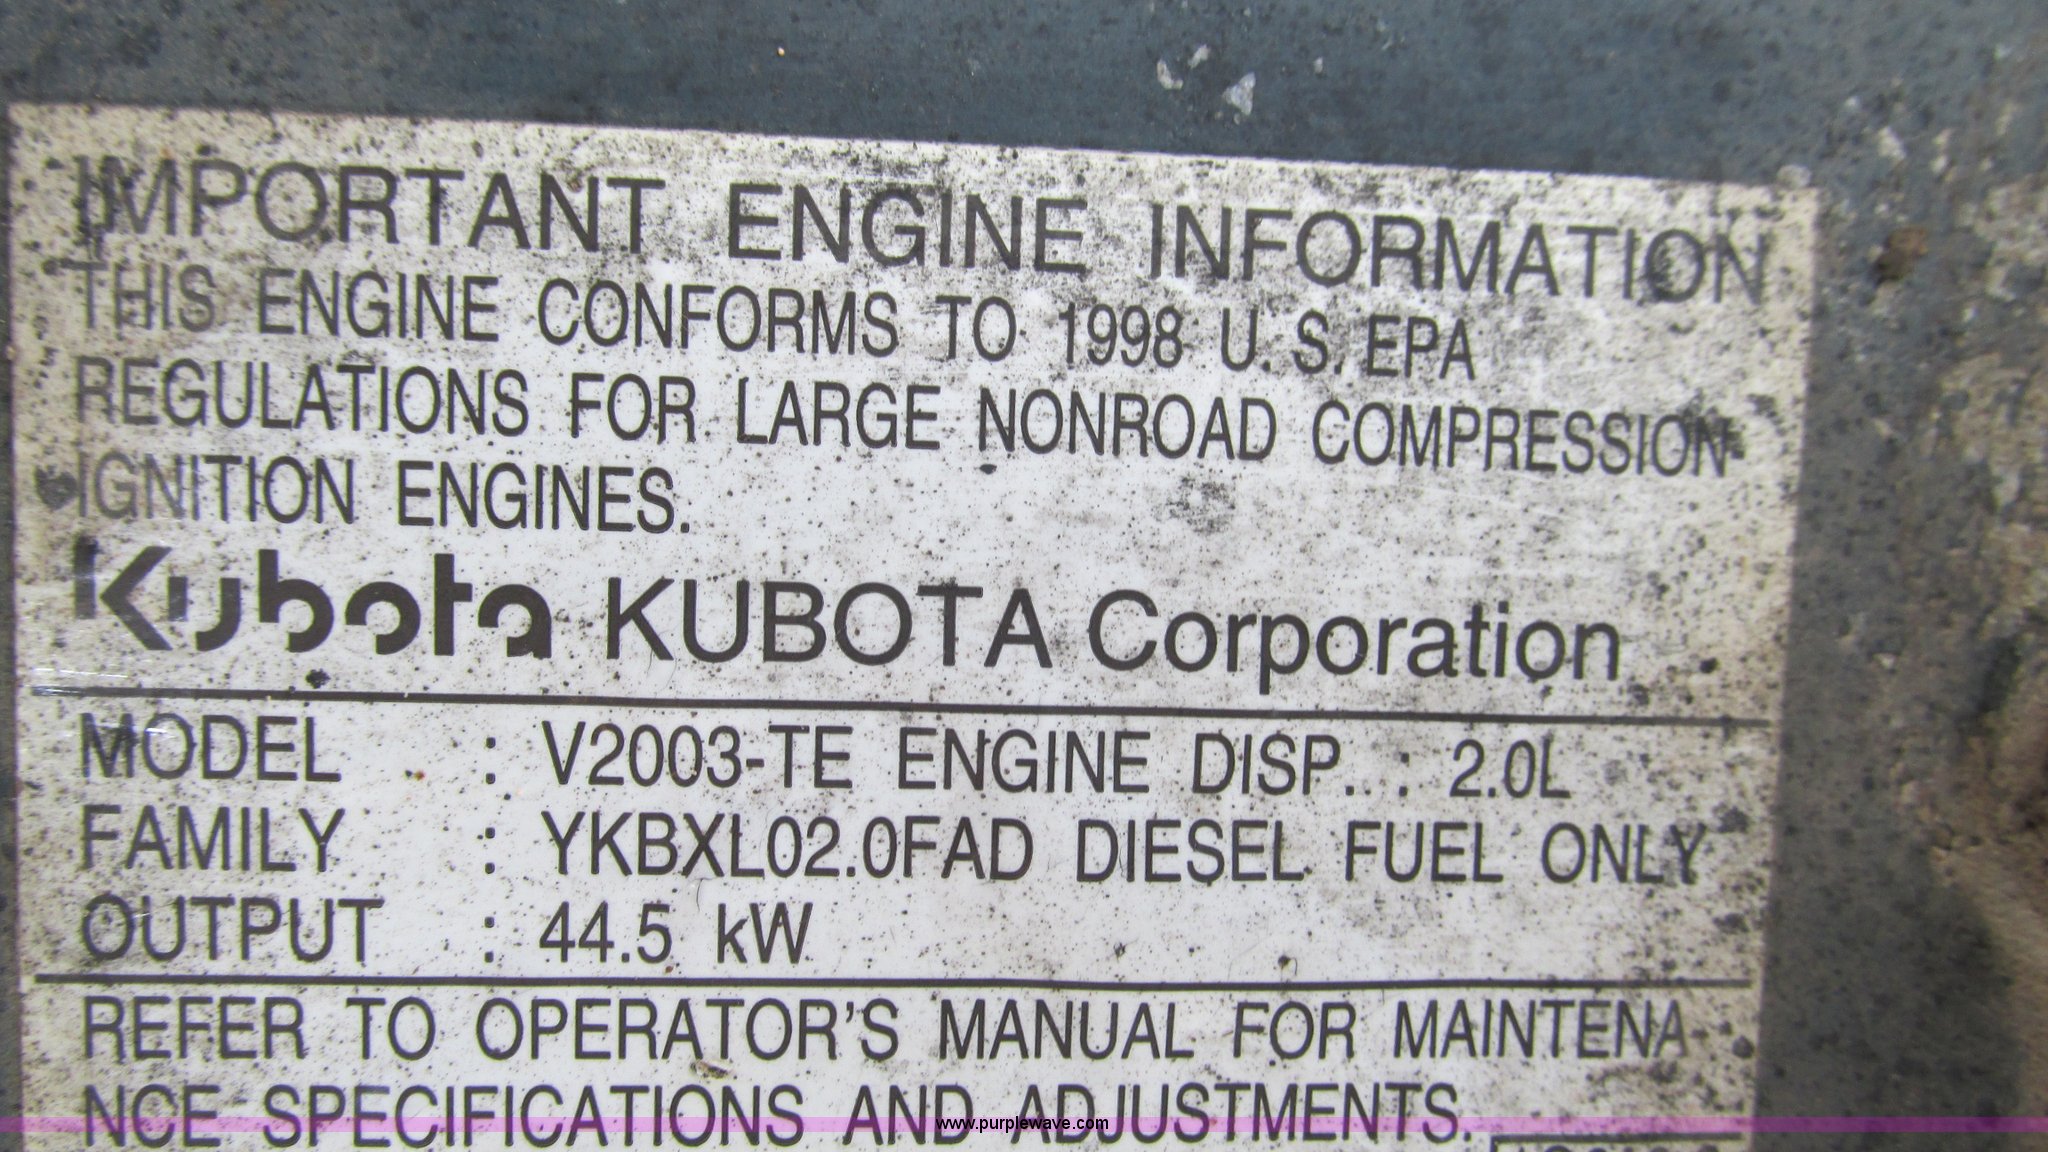 IMPORTANT ENGINE INFORMATION
THIS ENGINE CONFORMS TO 1998 U.S.EPA
REGULATIONS FOR LARGE NONROAD COMPRESSION-
IGNITION ENGINES.
Kubota KUBOTA Corporation
MODEL : V2003-TE ENGINE DISP... : 2.0L
FAMILY : YKBXL02.0FAD DIESEL FUEL ONLY
OUTPUT : 44.5 kW
REFER TO OPERATOR'S MANUAL FOR MAINTENA-
NCE SPECIFICATIONS AND ADJUSTMENTS.
www.purplewave.com